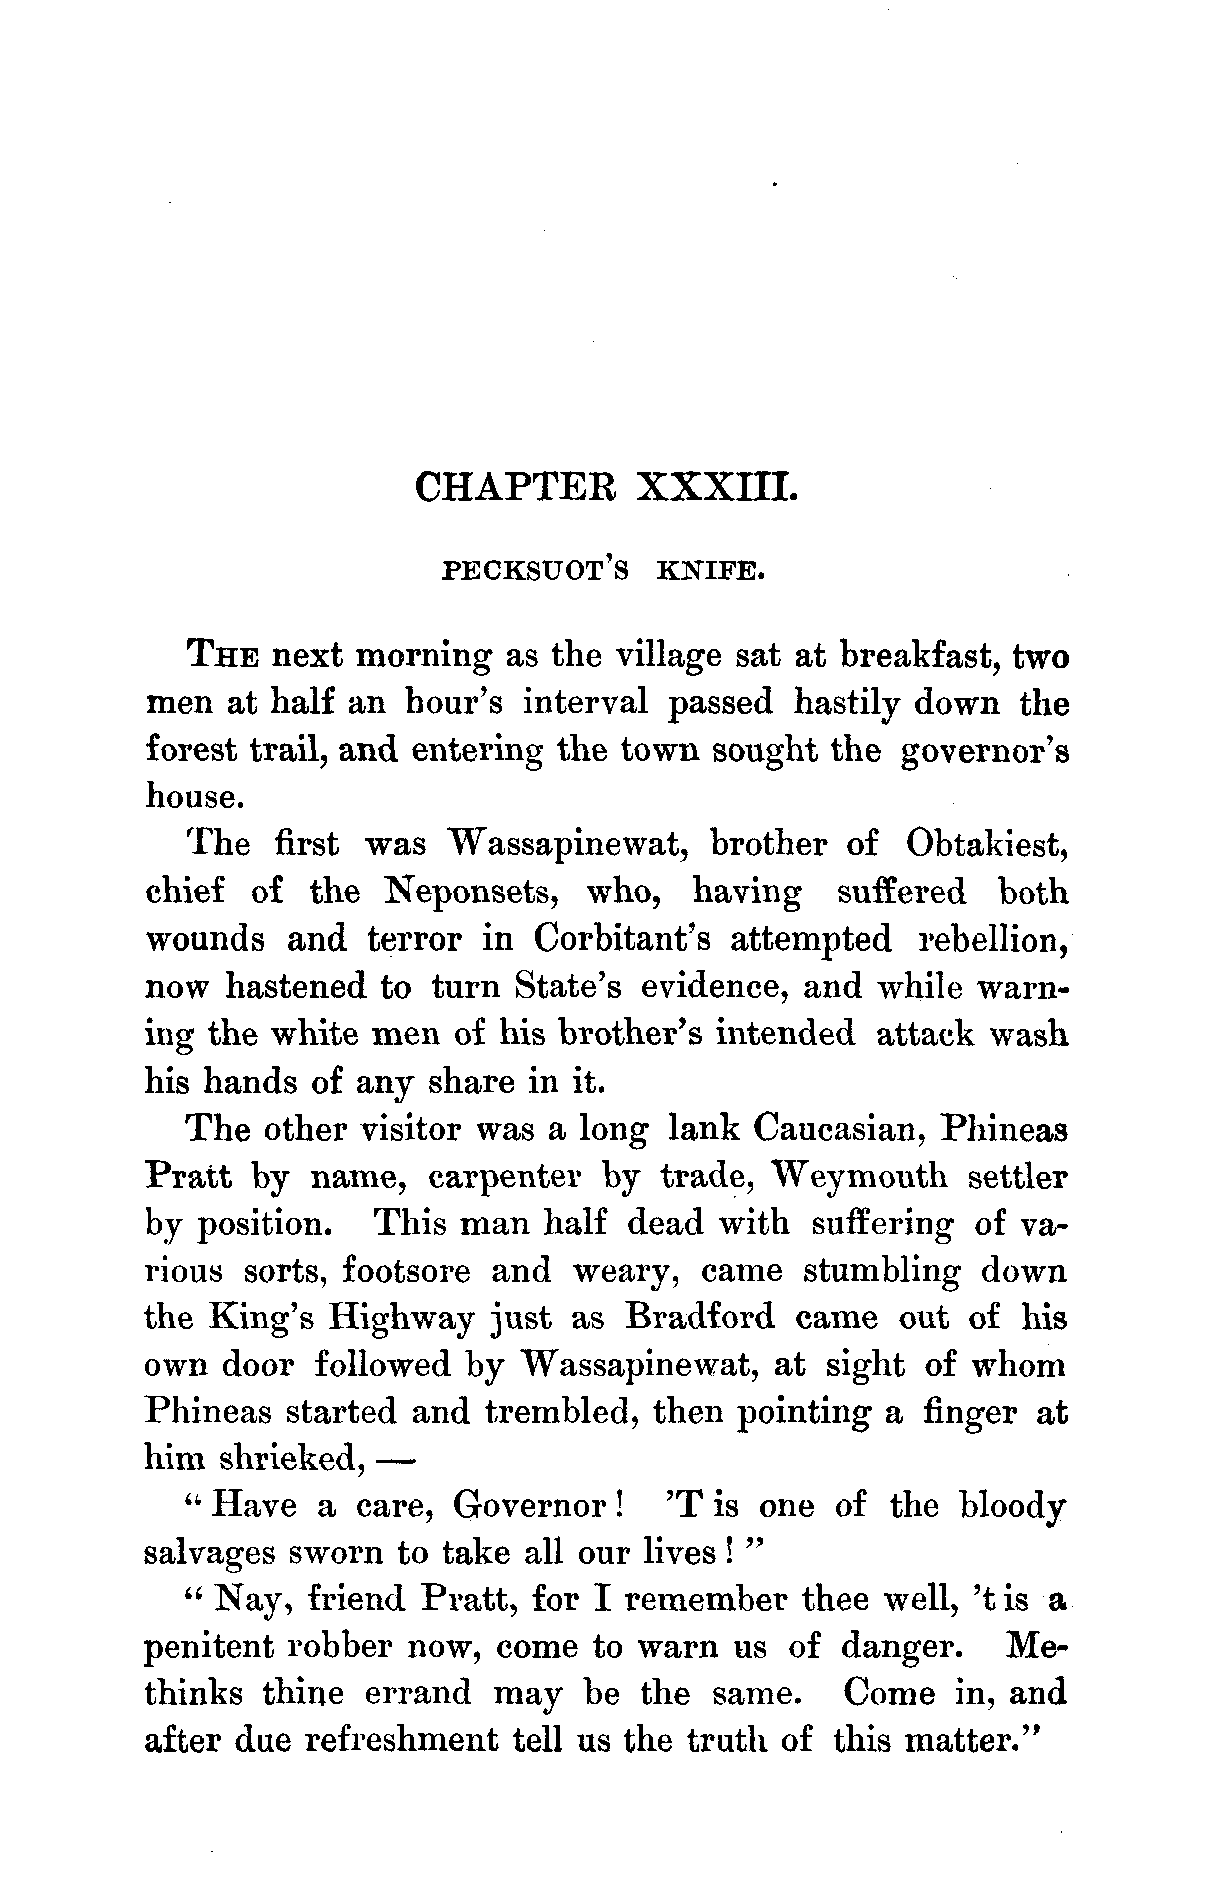 CHAPTER XXXIII.
PECKSUOT'S KNIFE.
THE next morning as the village sat at breakfast, two
men at half an hour's interval passed hastily down the
forest trail, and entering the town sought the governor's
house.
The first was Wassapinewat, brother of Obtakiest,
chief of the Neponsets, who, having suffered both
wounds and terror in Corbitant's attempted rebellion,
now hastened to turn State's evidence, and while warn-
ing the white men of his brother's intended attack wash
his hands of any share in it.
The other visitor was a long lank Caucasian, Phineas
Pratt by name, carpenter by trade, Weymouth settler
by position. This man half dead with suffering of va-
rious sorts, footsore and weary, came stumbling down
the King's Highway just as Bradford came out of his
own door followed by Wassapinewat, at sight of whom
Phineas started and trembled, then pointing a finger at
him shrieked, —
" Have a care, Governor ! 'T is one of the bloody
salvages sworn to take all our lives ! "
" Nay, friend Pratt, for I remember thee well, 't is a
penitent robber now, come to warn us of danger. Me-
thinks thine errand may be the same. Come in, and
after due refreshment tell us the truth of this matter."